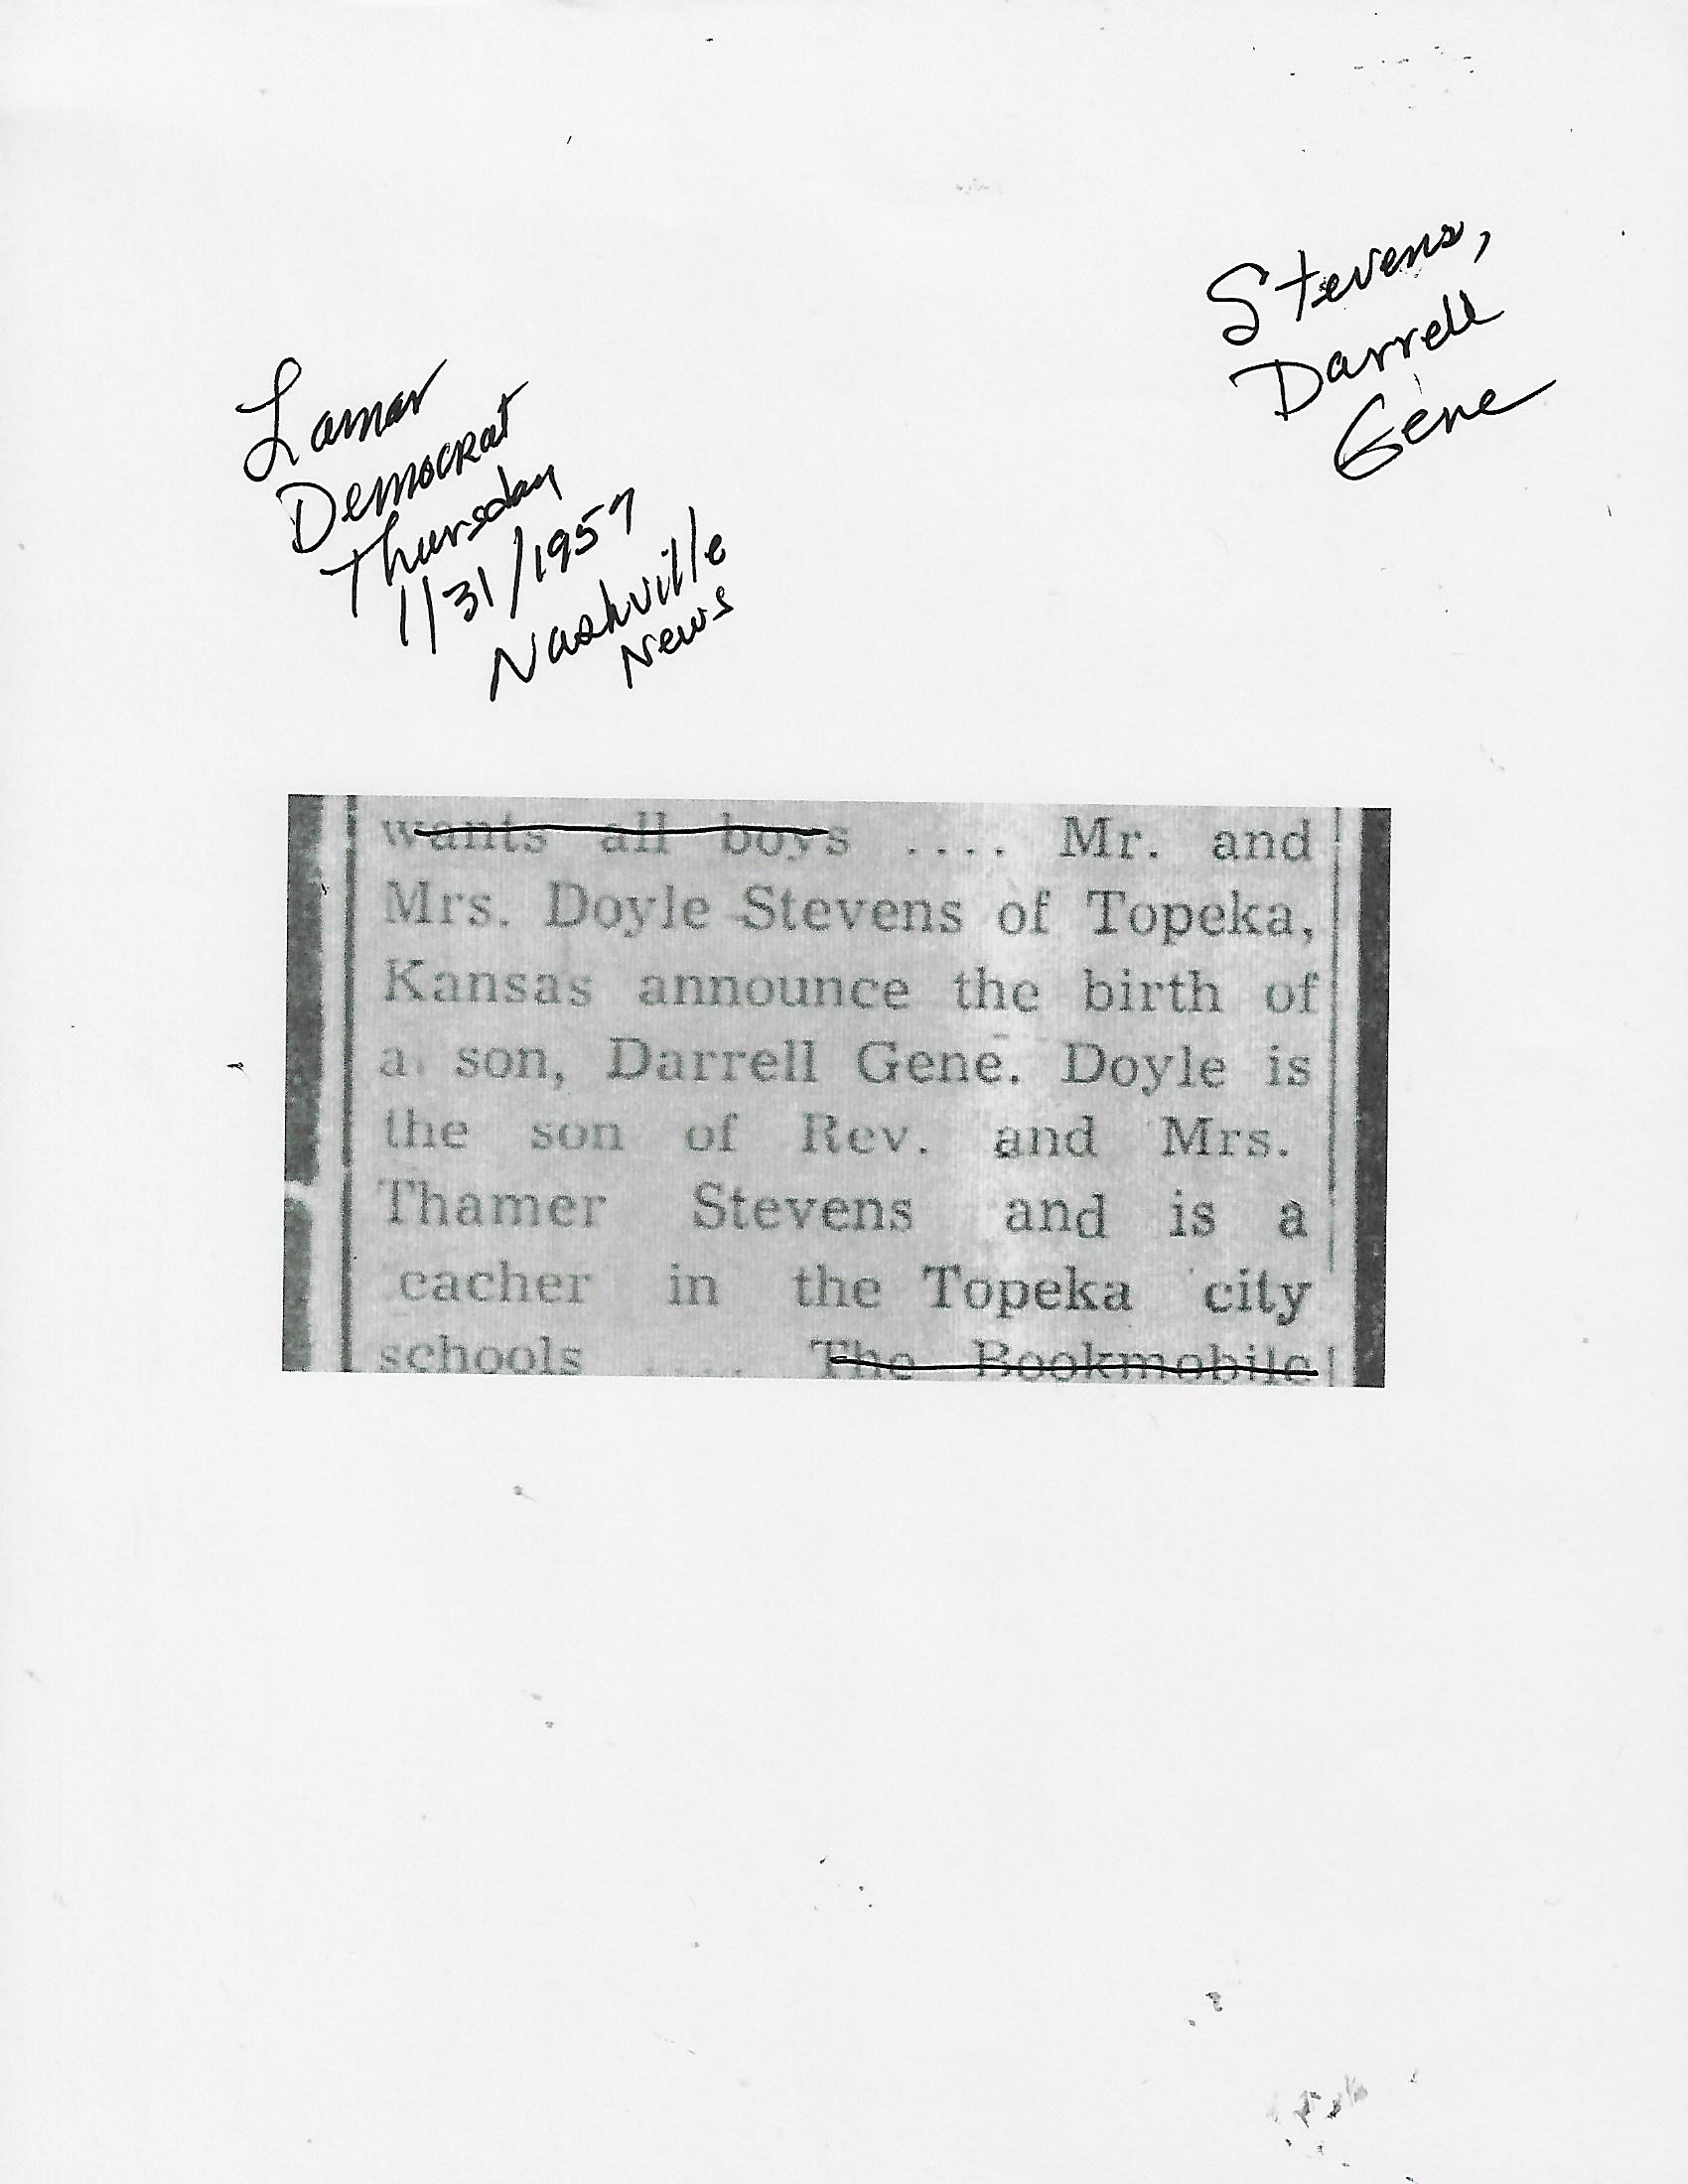 Stevens,
Darrell
Gene
Lamar
Democrat
Thursday
1/31/1957
Nashville
News
wants all boys .... Mr. and
Mrs. Doyle Stevens of Topeka,
Kansas announce the birth of
a son, Darrell Gene. Doyle is
the son of Rev. and Mrs.
Thamer Stevens and is a
eacher in the Topeka city
schools .... The Bookmobile